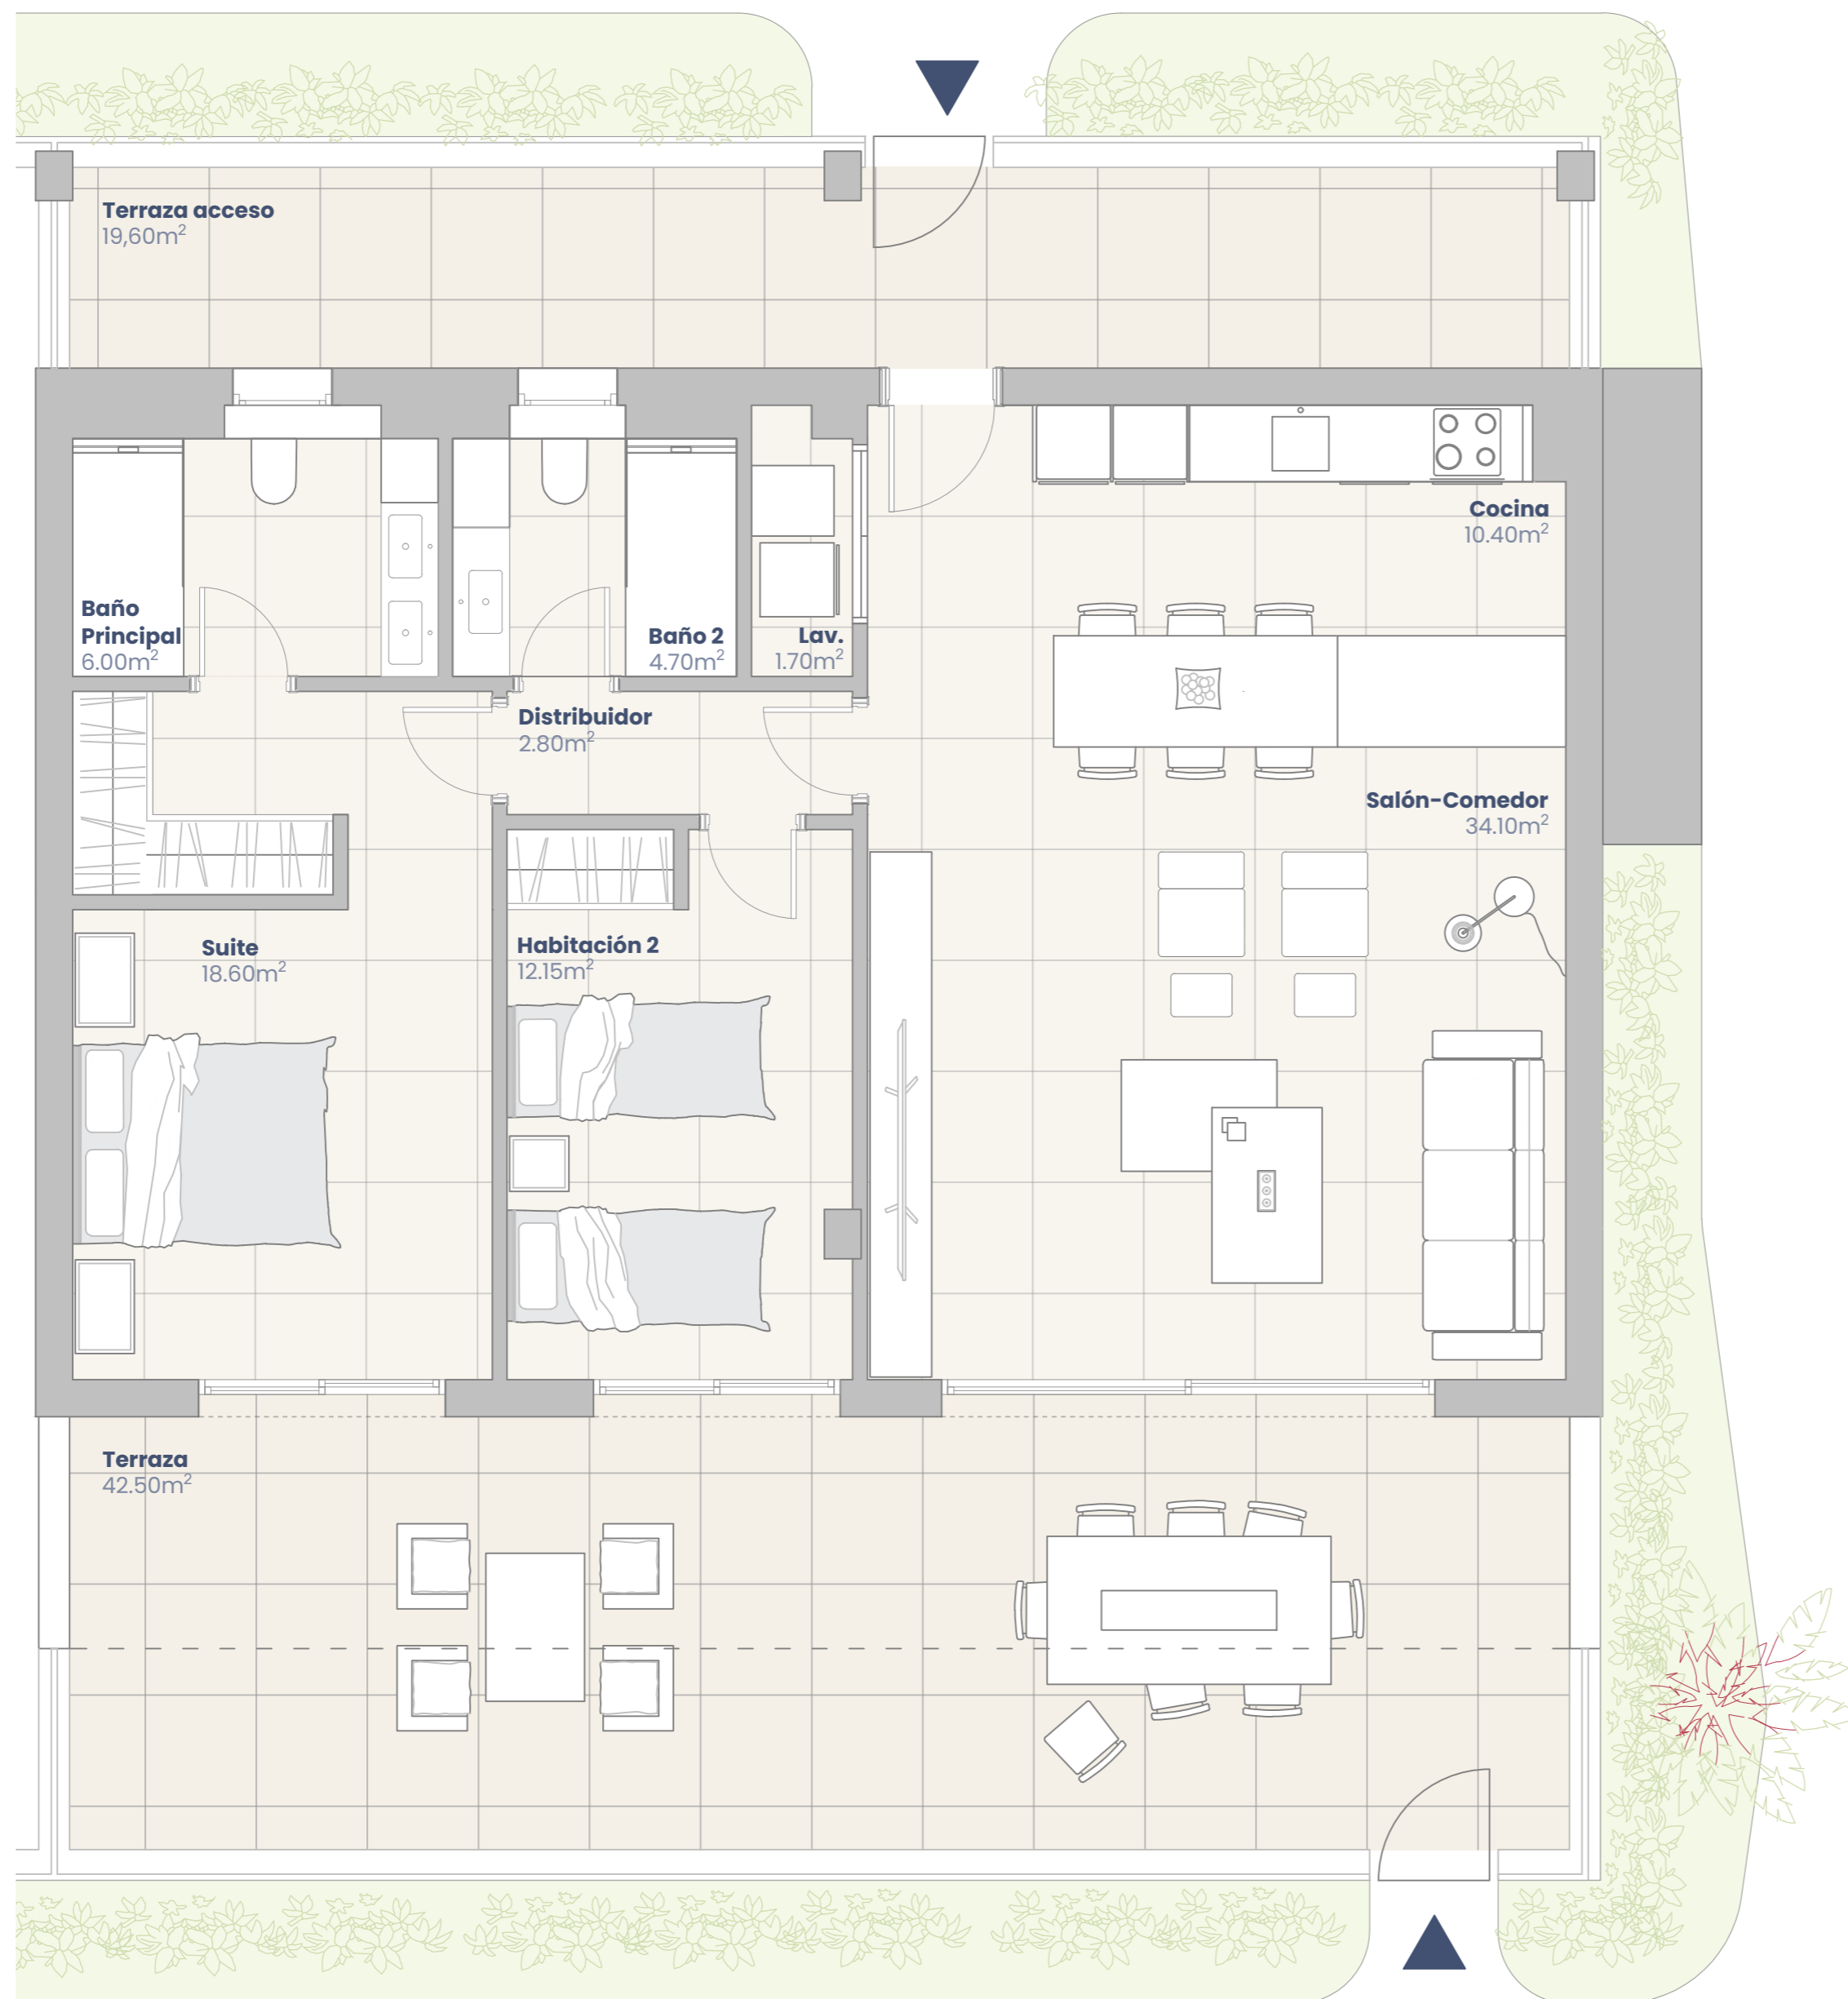 Terraza acceso
19,60m²
Cocina
10.40m²
Baño
Principal
6.00m²
Baño 2
4.70m²
Lav.
1.70m²
Distribuidor
2.80m²
Salón-Comedor
34.10m²
Suite
18.60m²
Habitación 2
12.15m²
Terraza
42.50m²